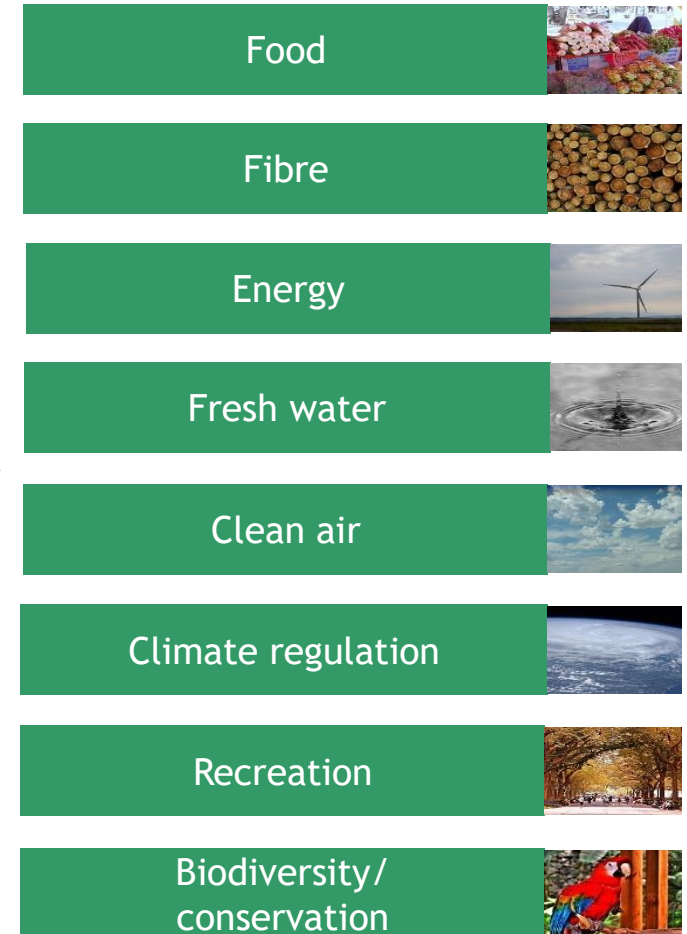 Food
Fibre
Energy
Fresh water
Clean air
Climate regulation
Recreation
Biodiversity/
conservation